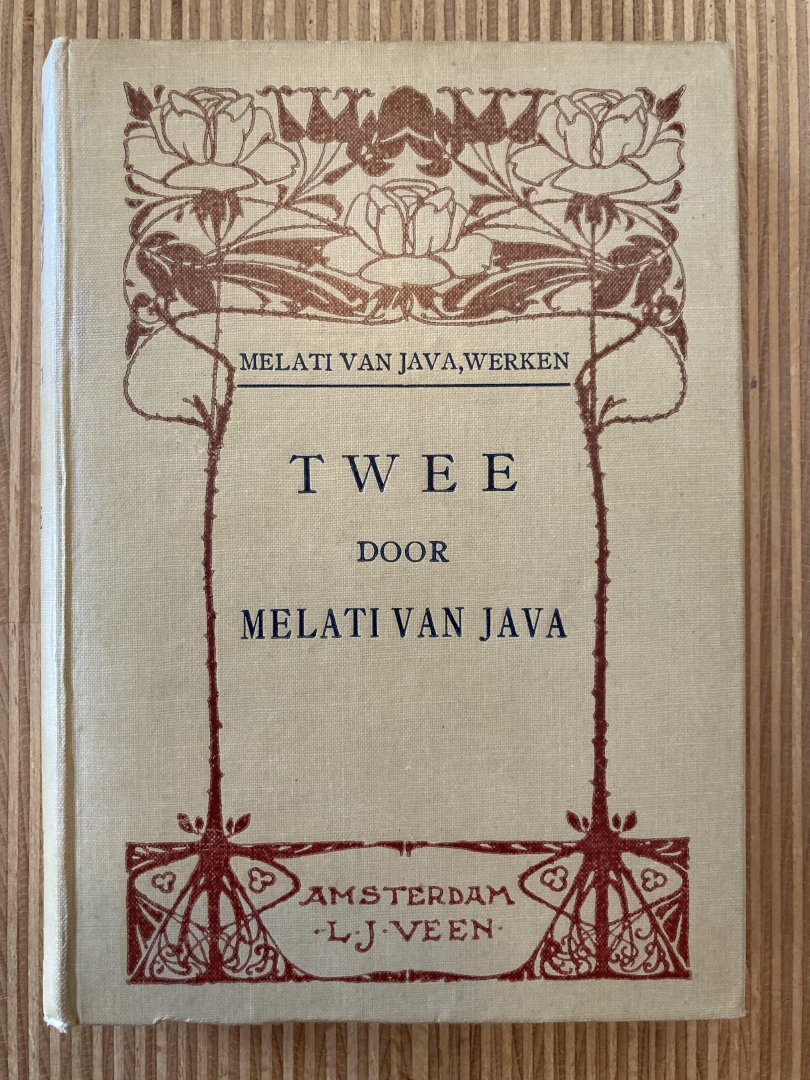 MELATI VAN JAVA, WERKEN
TWEE
DOOR
MELATI VAN JAVA
AMSTERDAM
·L·J·VEEN·